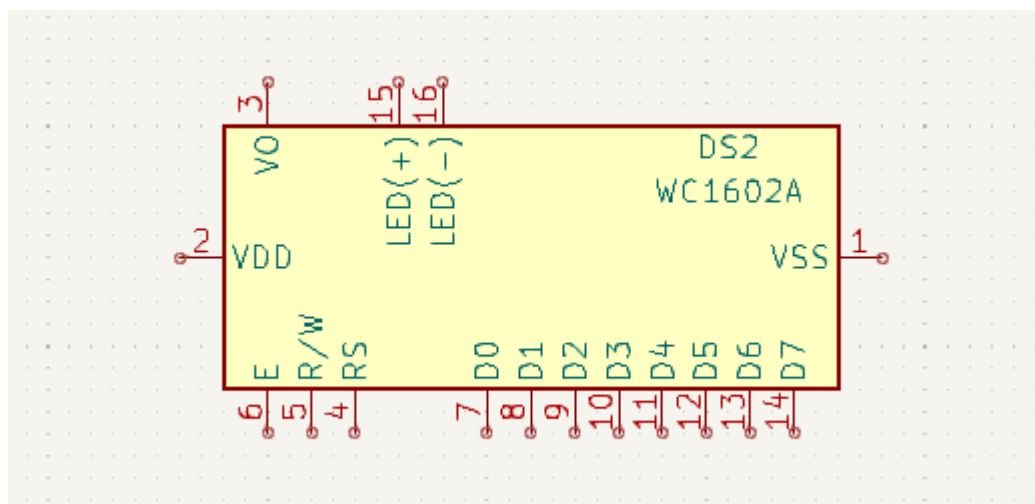 3 15 16
VO LED(+) LED(-)
DS2
WC1602A
2 VDD VSS 1
E R/W RS D0 D1 D2 D3 D4 D5 D6 D7
6 5 4 7 8 9 10 11 12 13 14